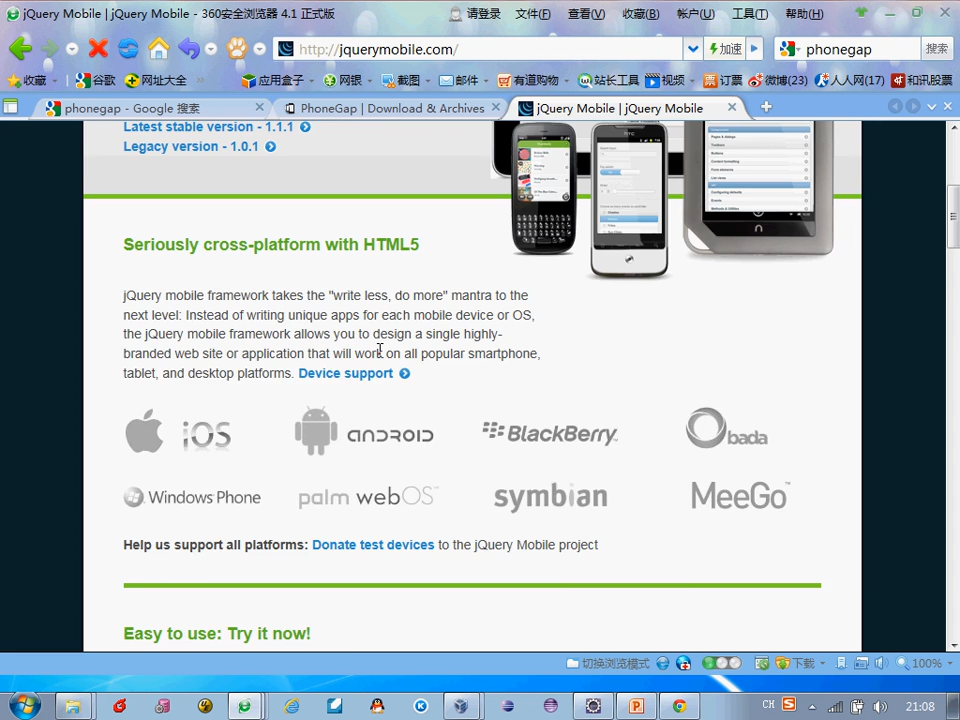 jQuery Mobile | jQuery Mobile - 360安全浏览器 4.1 正式版
请登录 文件(F) 查看(V) 收藏(B) 帐户(U) 工具(T) 帮助(H)
http://jquerymobile.com/
加速
phonegap
搜索
收藏 谷歌 网址大全 » 应用盒子 网银 截图 邮件 有道购物 站长工具 视频 订票 微博(23) 人人网(17) 和讯股票
phonegap - Google 搜索
PhoneGap | Download & Archives
jQuery Mobile | jQuery Mobile
Latest stable version - 1.1.1
Legacy version - 1.0.1
Seriously cross-platform with HTML5
jQuery mobile framework takes the "write less, do more" mantra to the
next level: Instead of writing unique apps for each mobile device or OS,
the jQuery mobile framework allows you to design a single highly-
branded web site or application that will work on all popular smartphone,
tablet, and desktop platforms. Device support
iOS
ANDROID
BlackBerry
bada
Windows Phone
palm webOS
symbian
MeeGo™
Help us support all platforms: Donate test devices to the jQuery Mobile project
Easy to use: Try it now!
切换浏览模式
下载
100%
CH
21:08